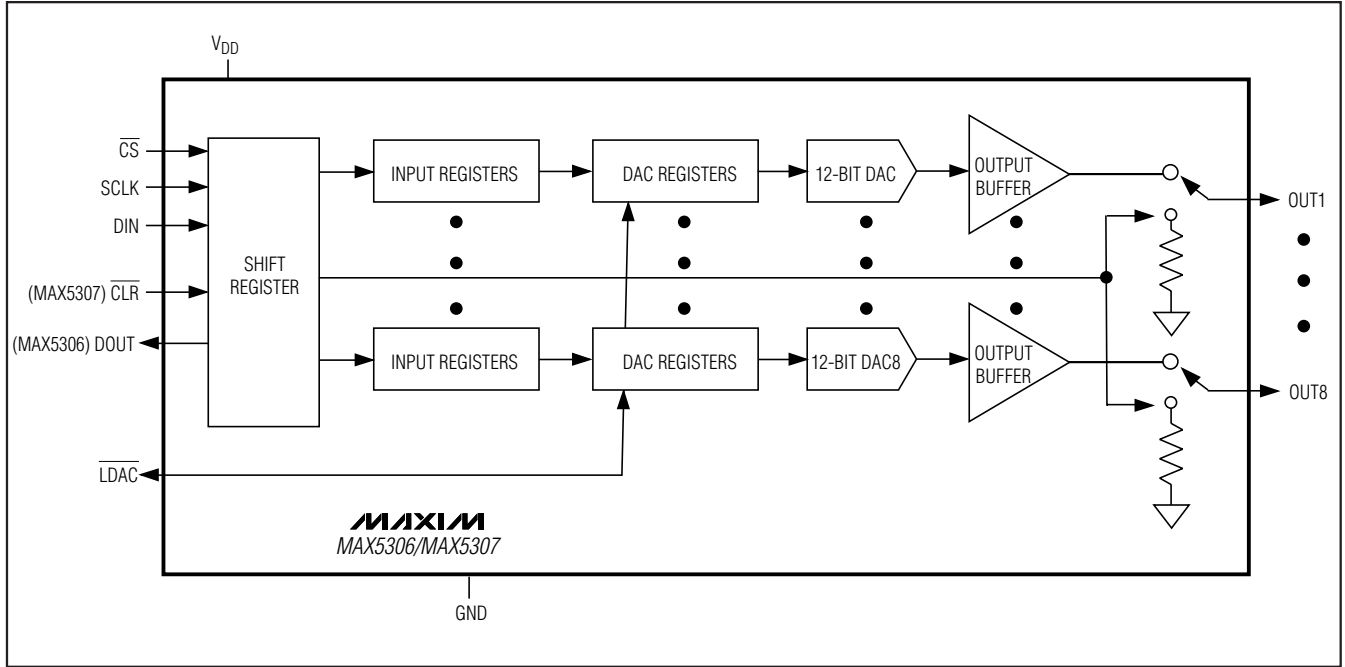 VDD
CS
SCLK
DIN
(MAX5307) CLR
(MAX5306) DOUT
LDAC
SHIFT
REGISTER
INPUT REGISTERS
DAC REGISTERS
12-BIT DAC
OUTPUT
BUFFER
OUT1
INPUT REGISTERS
DAC REGISTERS
12-BIT DAC8
OUTPUT
BUFFER
OUT8
MAXIM
MAX5306/MAX5307
GND